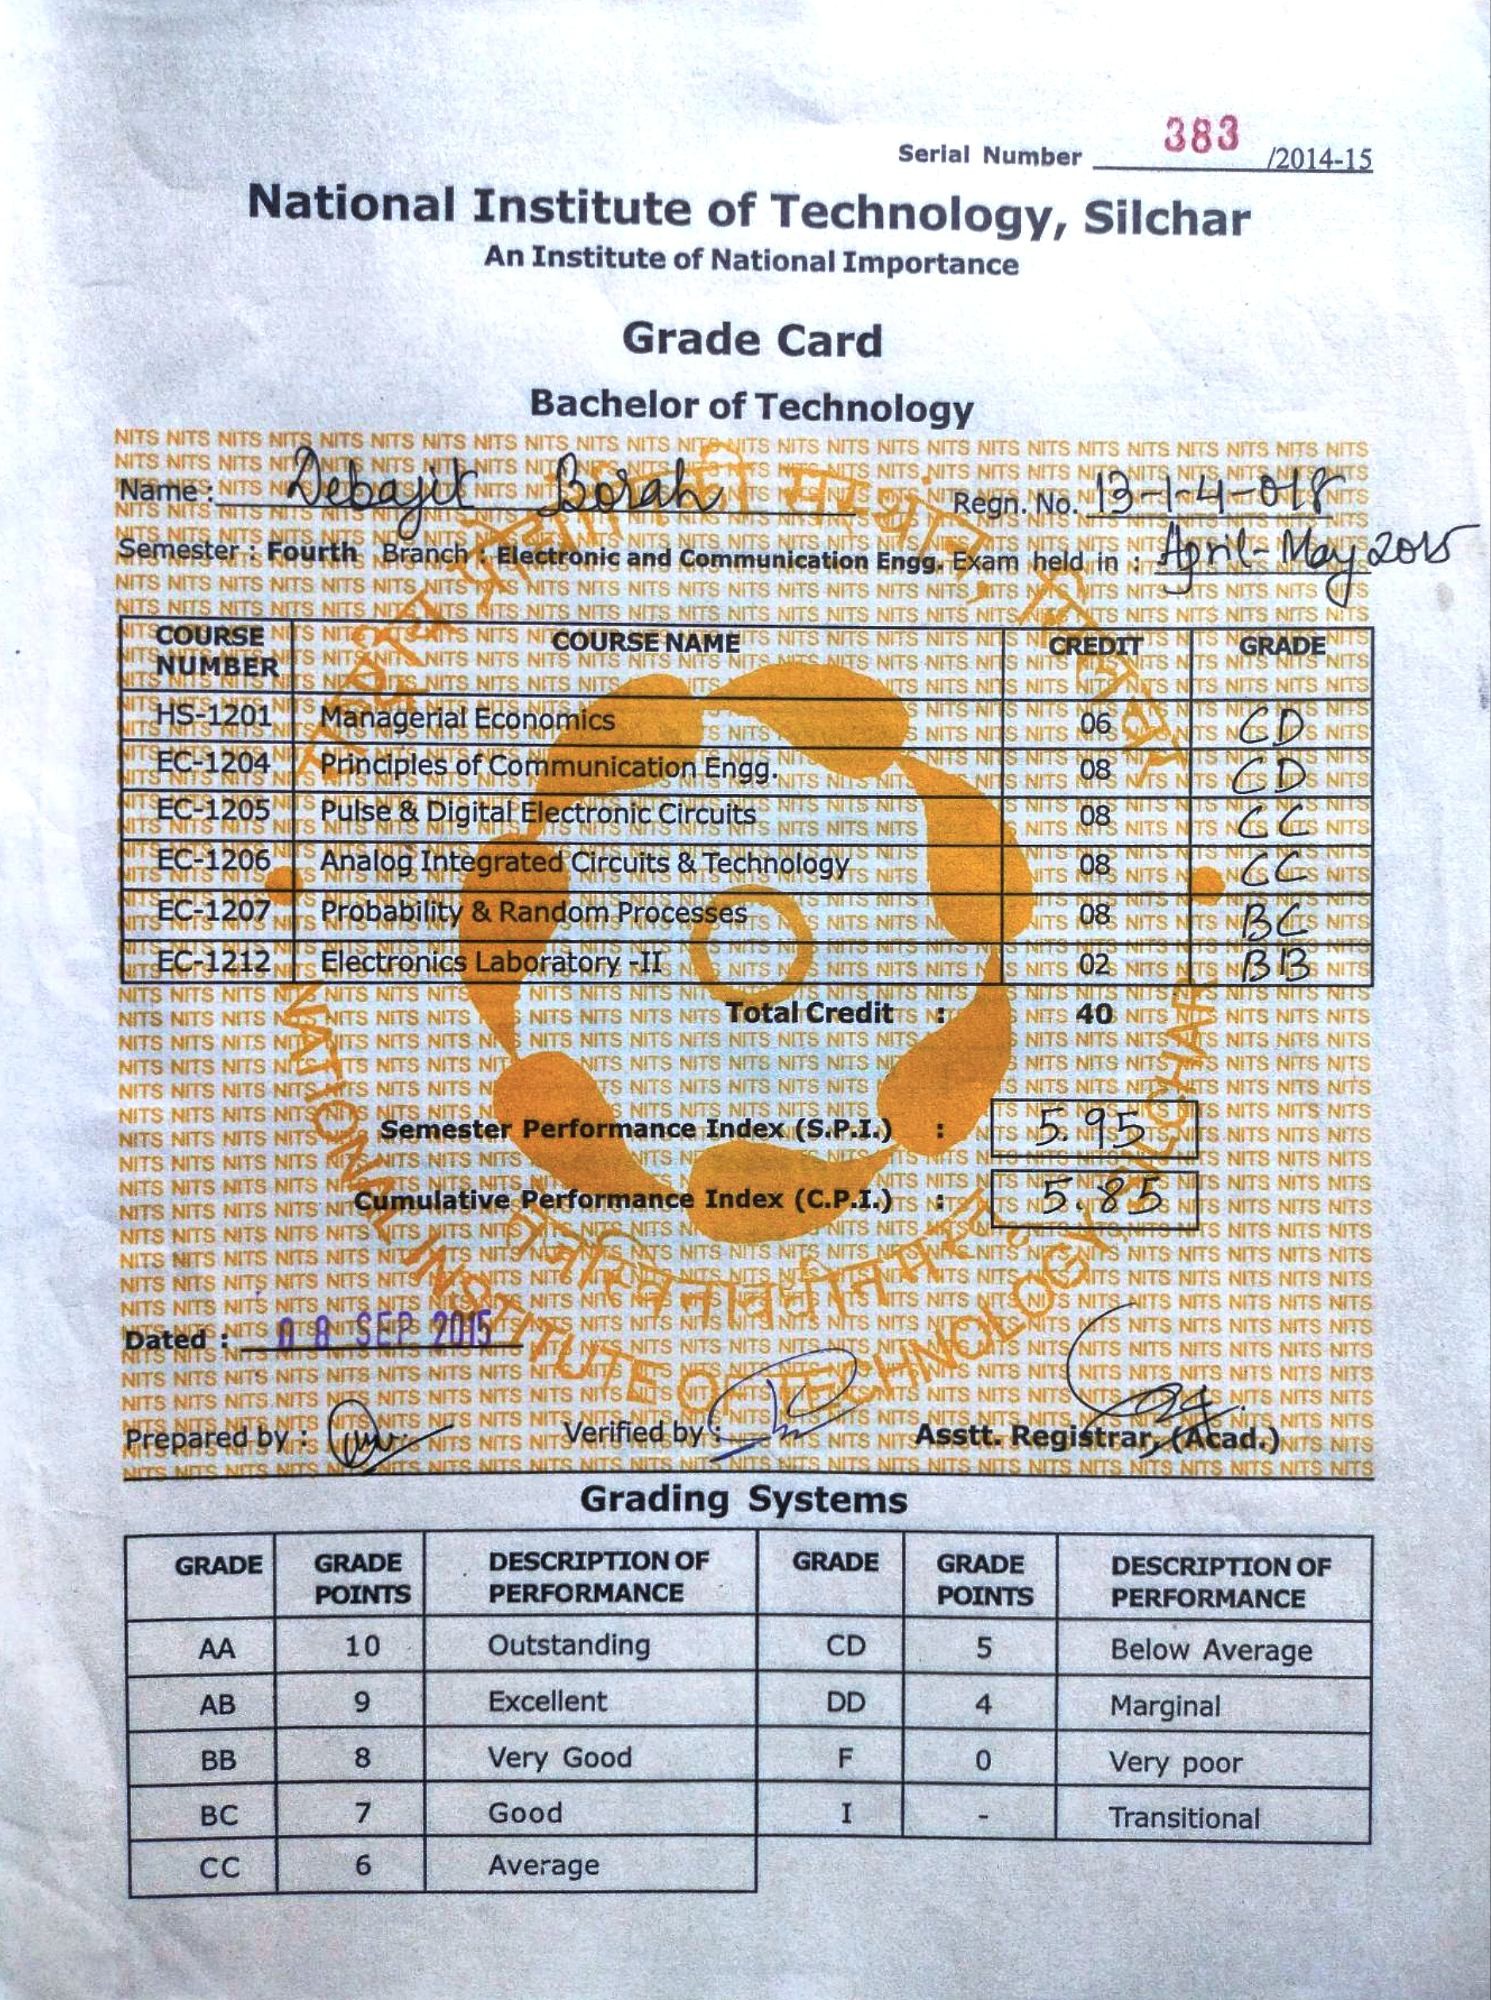 Serial Number 383 /2014-15
National Institute of Technology, Silchar
An Institute of National Importance
Grade Card
Bachelor of Technology
Name : Debajit Borah Regn. No. 13-1-4-018
Semester : Fourth Branch : Electronic and Communication Engg. Exam held in : April-May 2015
COURSE NUMBER COURSE NAME CREDIT GRADE
HS-1201 Managerial Economics 06 CD
EC-1204 Principles of Communication Engg. 08 CD
EC-1205 Pulse & Digital Electronic Circuits 08 CC
EC-1206 Analog Integrated Circuits & Technology 08 CC
EC-1207 Probability & Random Processes 08 BC
EC-1212 Electronics Laboratory -II 02 BB
Total Credit : 40
Semester Performance Index (S.P.I.) : 5.95
Cumulative Performance Index (C.P.I.) : 5.85
NATIONAL INSTITUTE OF TECHNOLOGY SILCHAR
Dated : 08 SEP 2015
Prepared by : Verified by : Asstt. Registrar, (Acad.)
Grading Systems
GRADE GRADE POINTS DESCRIPTION OF PERFORMANCE GRADE GRADE POINTS DESCRIPTION OF PERFORMANCE
AA 10 Outstanding CD 5 Below Average
AB 9 Excellent DD 4 Marginal
BB 8 Very Good F 0 Very poor
BC 7 Good I - Transitional
CC 6 Average